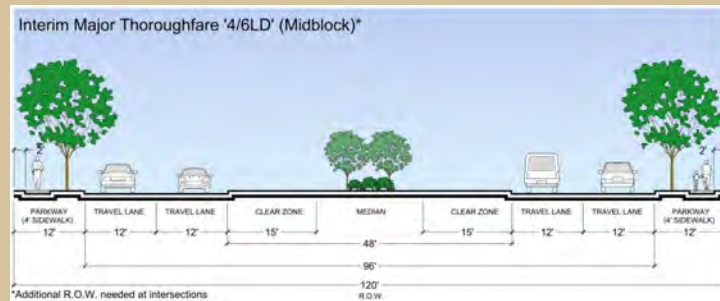 Interim Major Thoroughfare '4/6LD' (Midblock)*
2' 2'
PARKWAY TRAVEL LANE TRAVEL LANE CLEAR ZONE MEDIAN CLEAR ZONE TRAVEL LANE TRAVEL LANE PARKWAY
(4' SIDEWALK) (4' SIDEWALK)
12' 12' 12' 15' 15' 12' 12' 12'
48'
96'
120'
*Additional R.O.W. needed at intersections R.O.W.